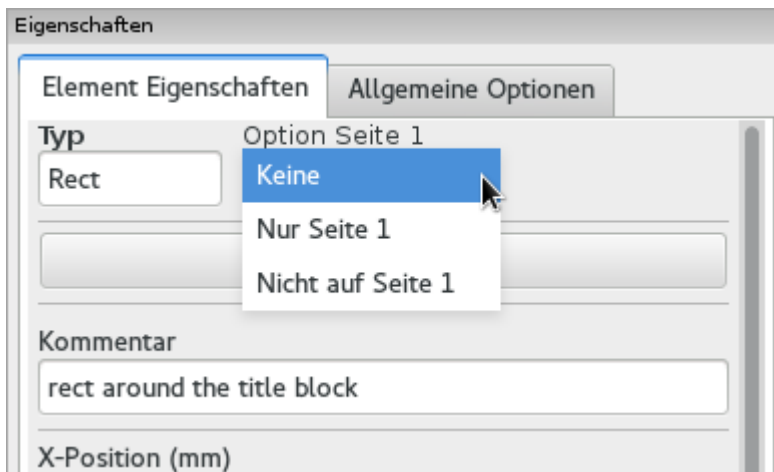 Eigenschaften
Element Eigenschaften Allgemeine Optionen
Typ Option Seite 1
Rect Keine
Nur Seite 1
Nicht auf Seite 1
Kommentar
rect around the title block
X-Position (mm)